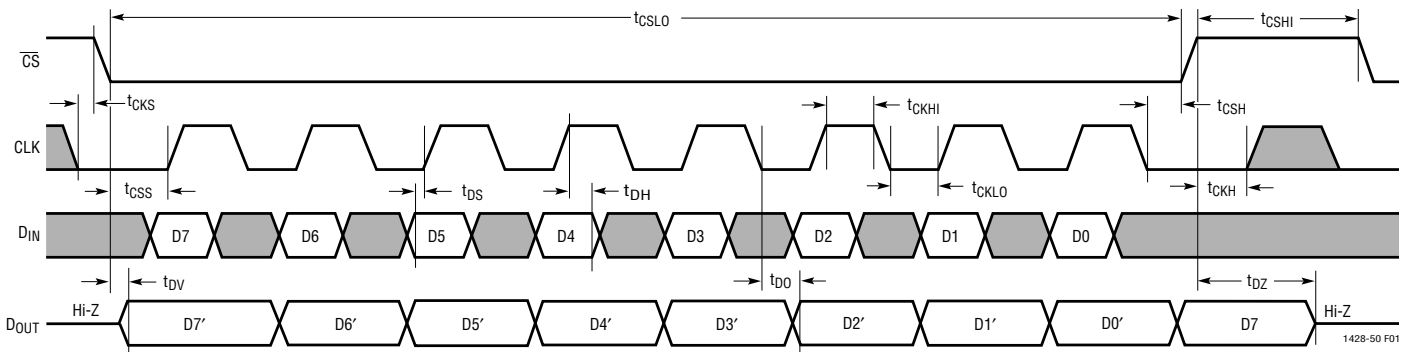 tCSLO
tCSHI
CS
tCKS
tCKHI
tCSH
CLK
tCSS
tDS
tDH
tCKLO
tCKH
DIN
D7
D6
D5
D4
D3
D2
D1
D0
tDV
tDO
tDZ
Hi-Z
Hi-Z
DOUT
D7′
D6′
D5′
D4′
D3′
D2′
D1′
D0′
D7
1428-50 F01